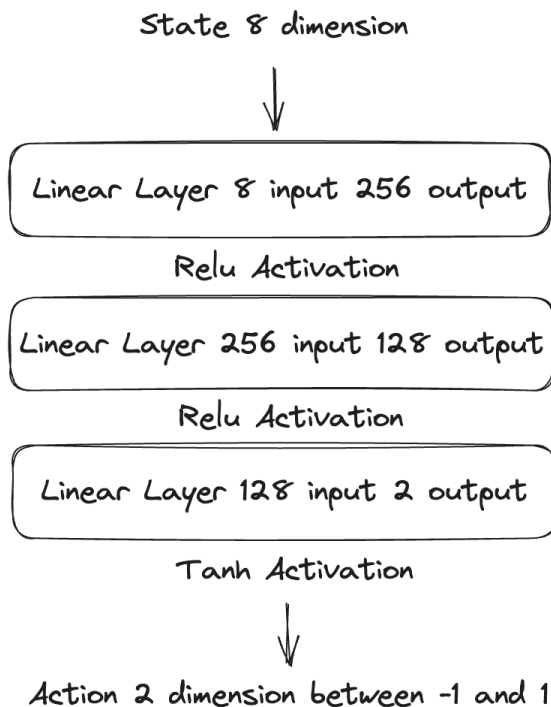 State 8 dimension
Linear Layer 8 input 256 output
Relu Activation
Linear Layer 256 input 128 output
Relu Activation
Linear Layer 128 input 2 output
Tanh Activation
Action 2 dimension between -1 and 1